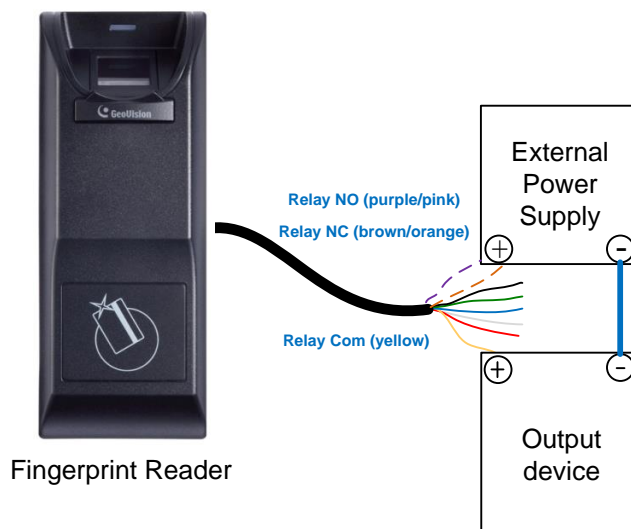 GeoVision
External
Power
Supply
Relay NO (purple/pink)
Relay NC (brown/orange)
+
-
Relay Com (yellow)
+
-
Output
device
Fingerprint Reader